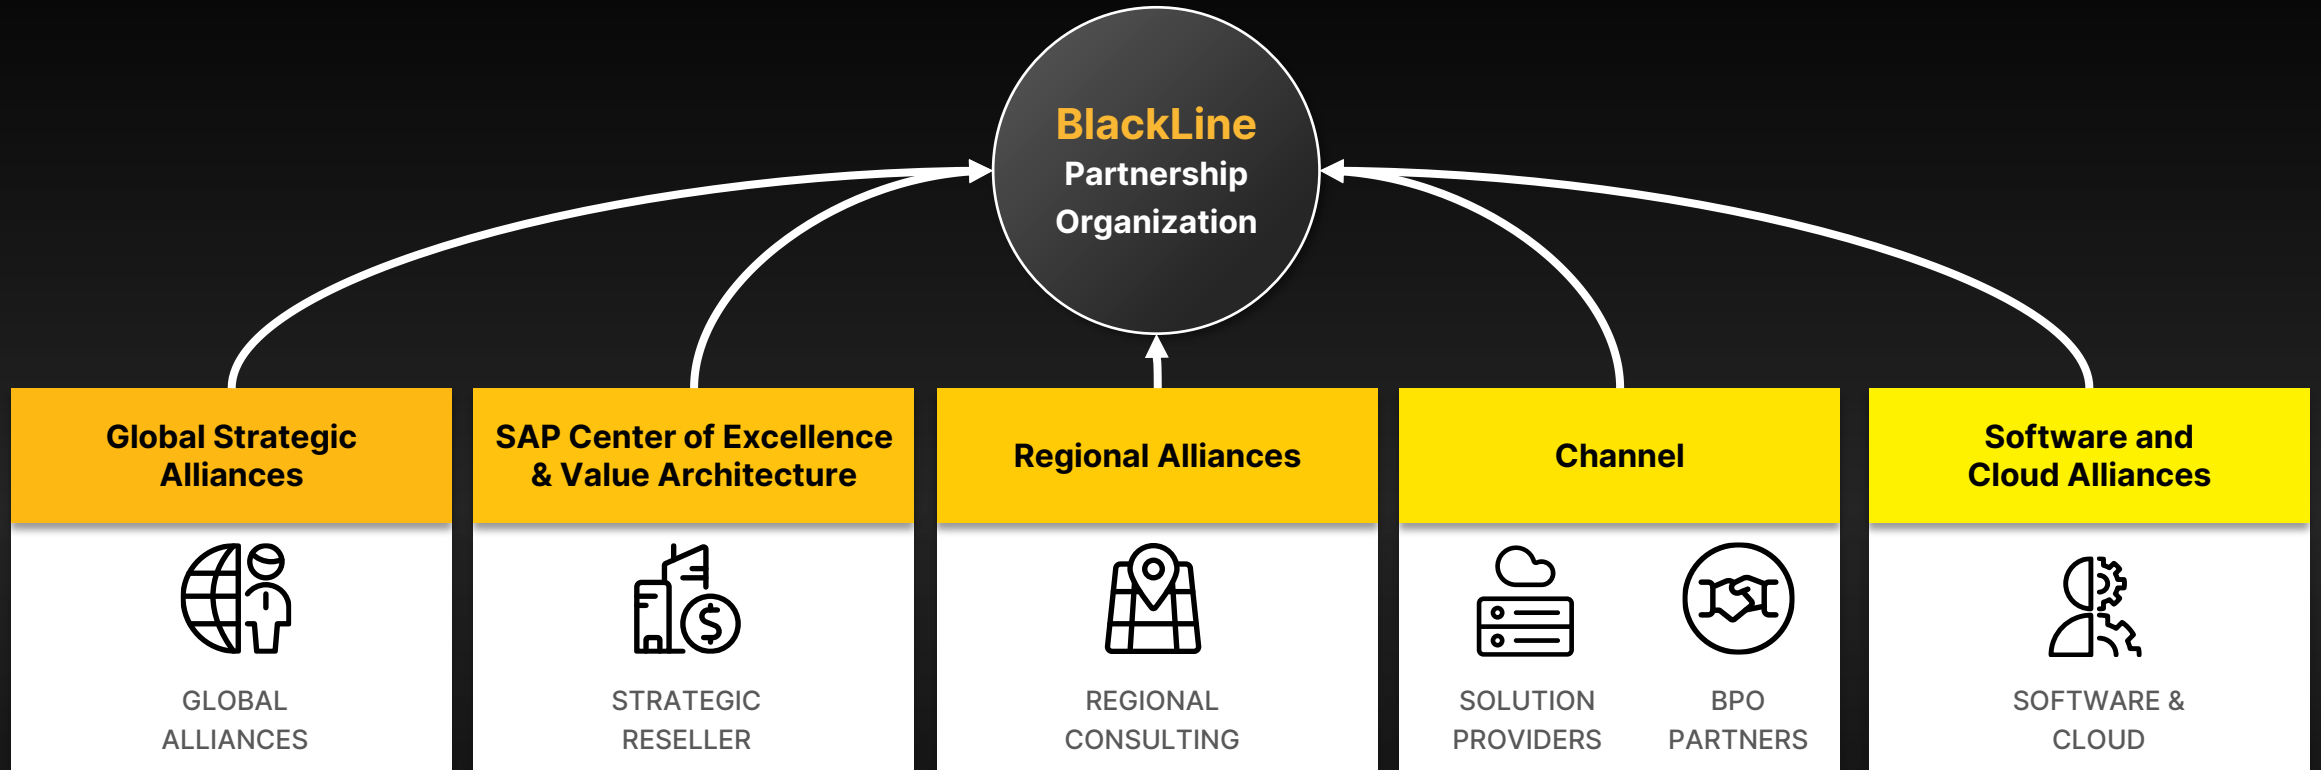 BlackLine
Partnership
Organization
Global Strategic
Alliances
SAP Center of Excellence
& Value Architecture
Regional Alliances
Channel
Software and
Cloud Alliances
GLOBAL
ALLIANCES
STRATEGIC
RESELLER
REGIONAL
CONSULTING
SOLUTION
PROVIDERS
BPO
PARTNERS
SOFTWARE &
CLOUD